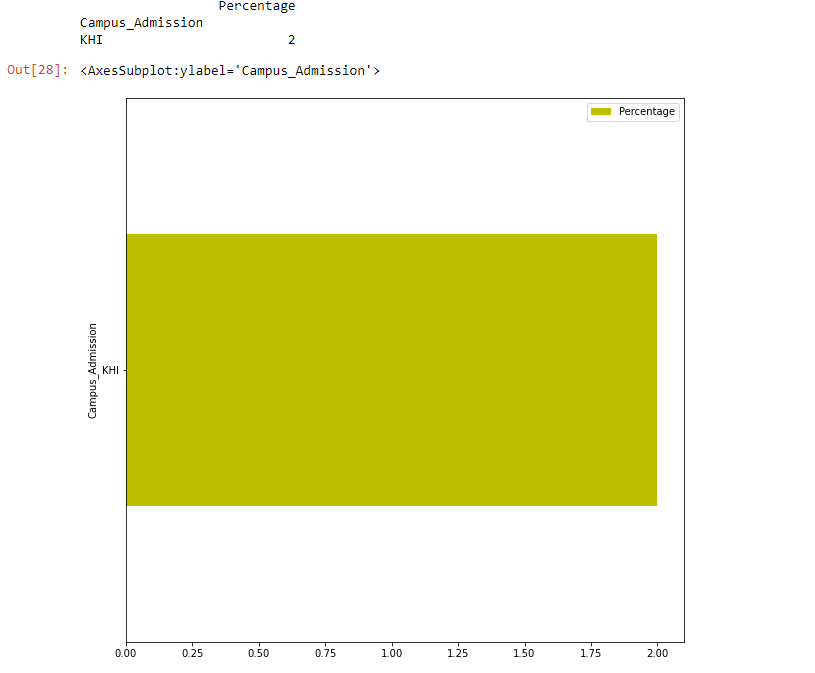 Percentage
Campus_Admission
KHI 2
Out[28]: <AxesSubplot:ylabel='Campus_Admission'>
Percentage
Campus_Admission
KHI
0.00 0.25 0.50 0.75 1.00 1.25 1.50 1.75 2.00